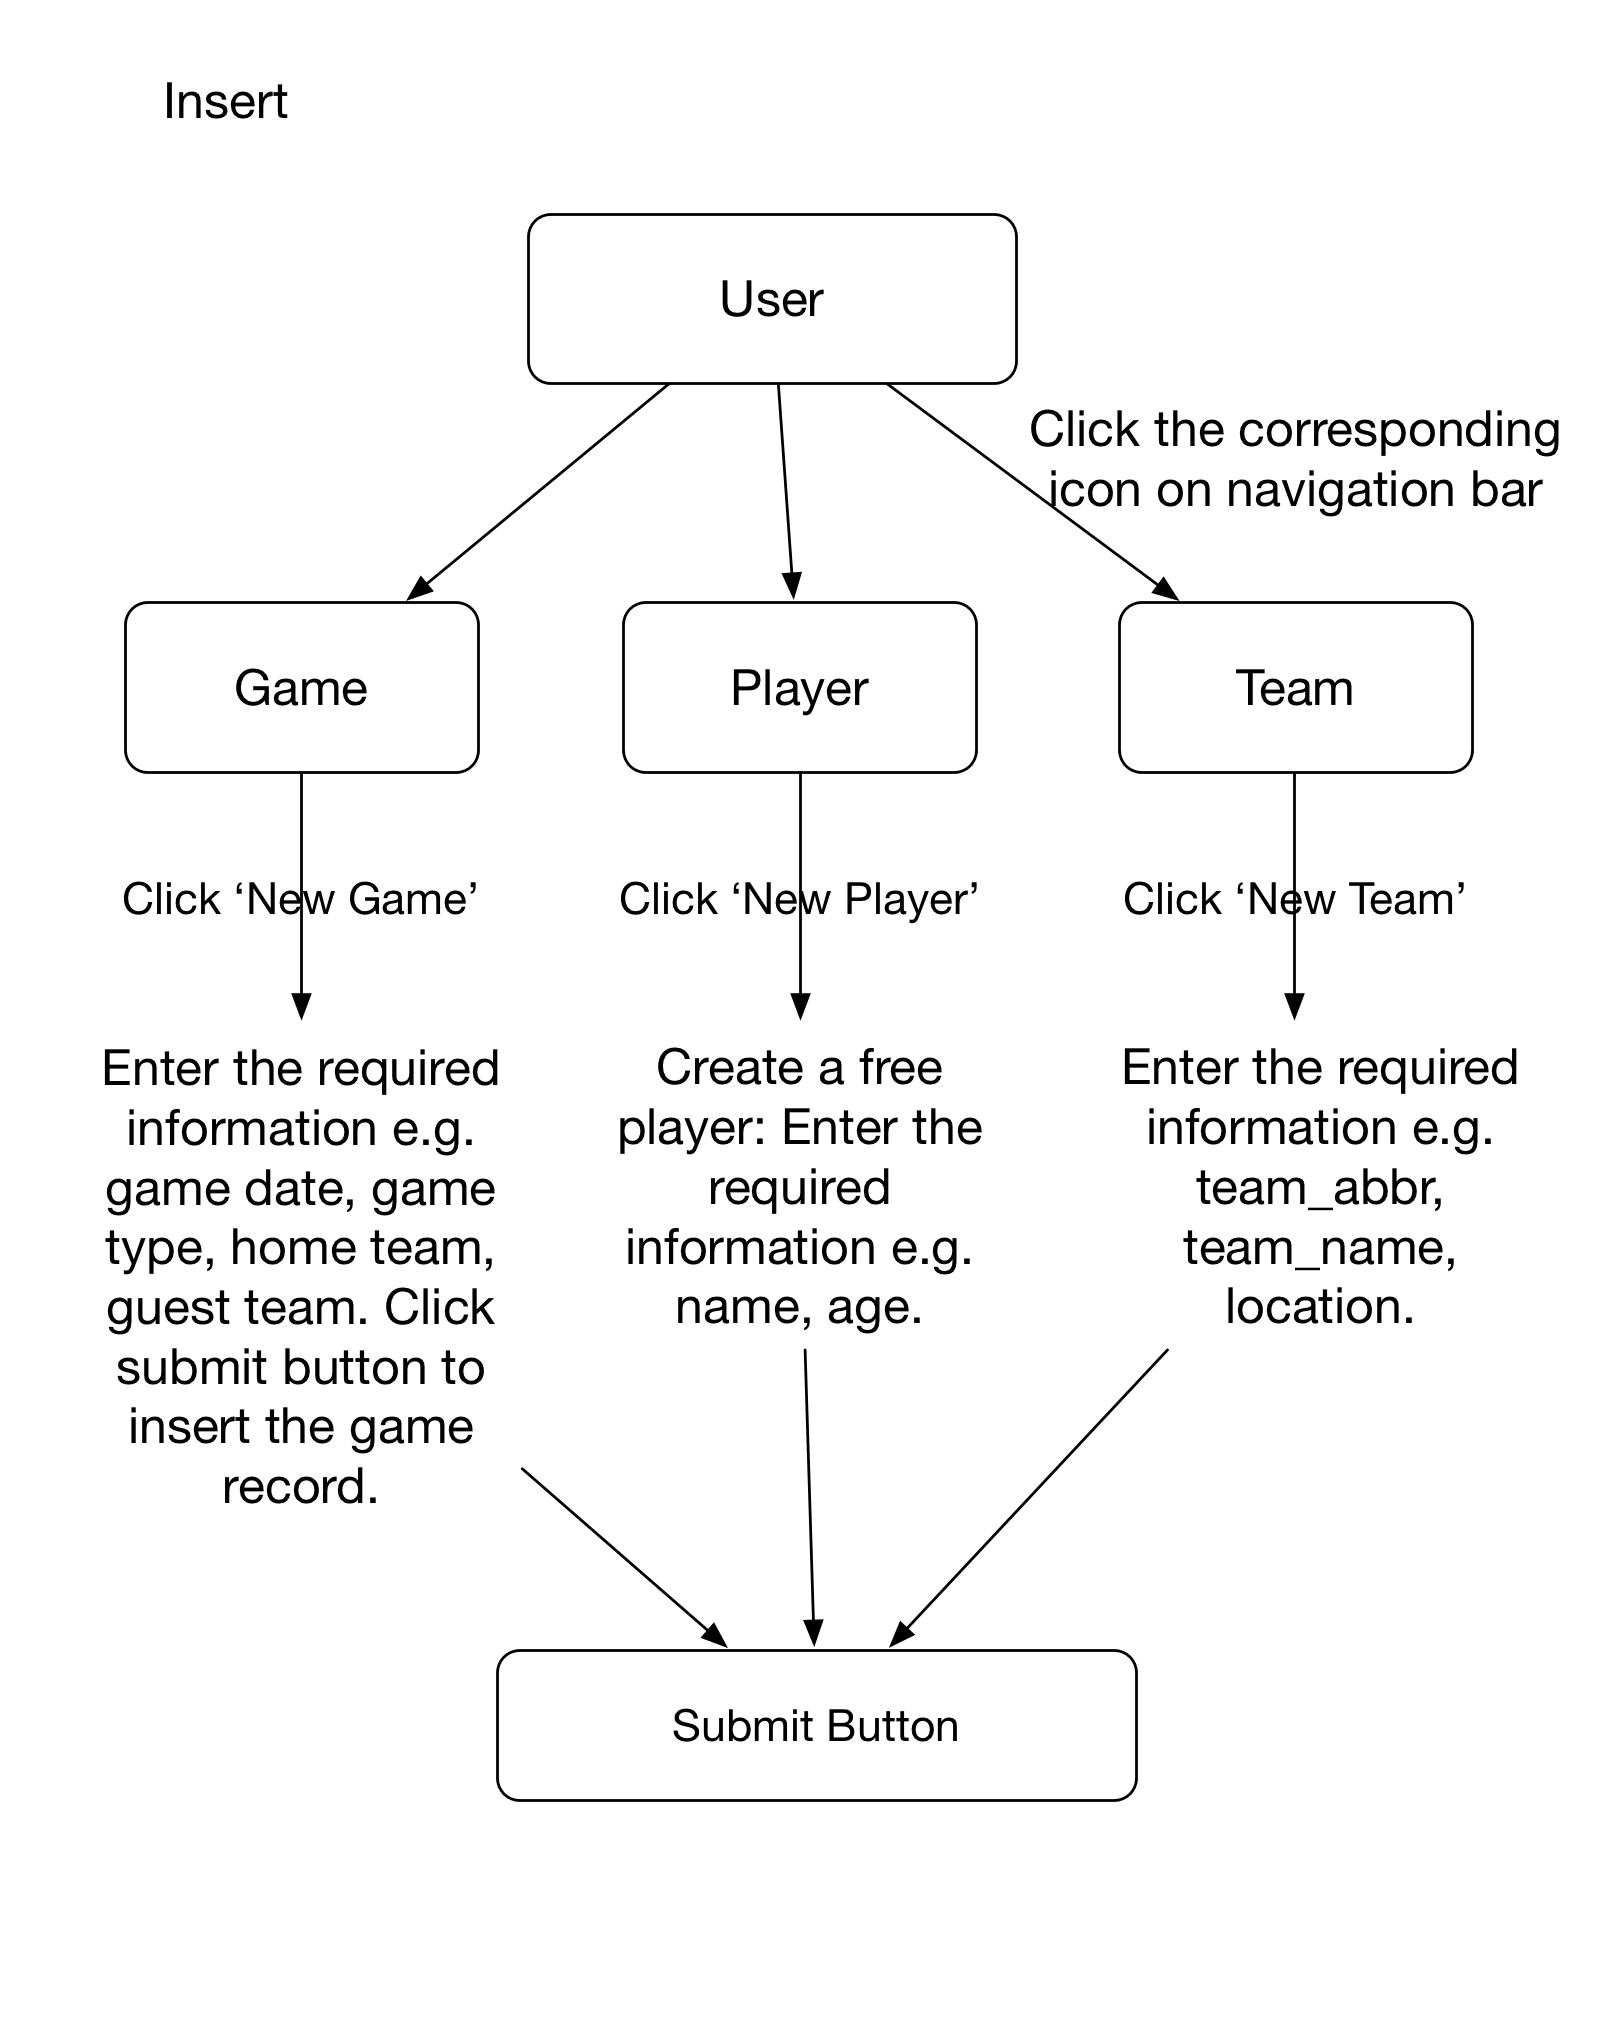 Insert
User
Click the corresponding
icon on navigation bar
Game
Player
Team
Click ‘New Game’
Click ‘New Player’
Click ‘New Team’
Enter the required
information e.g.
game date, game
type, home team,
guest team. Click
submit button to
insert the game
record.
Create a free
player: Enter the
required
information e.g.
name, age.
Enter the required
information e.g.
team_abbr,
team_name,
location.
Submit Button